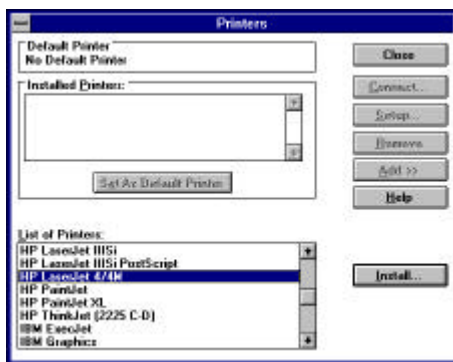 Printers
Default Printer
No Default Printer
Installed Printers:
Set As Default Printer
Close
Connect...
Setup...
Remove
Add >>
Help
List of Printers:
HP LaserJet IIISi
HP LaserJet IIISi PostScript
HP LaserJet 4/4M
HP PaintJet
HP PaintJet XL
HP ThinkJet (2225 C-D)
IBM ExecJet
IBM Graphics
Install...